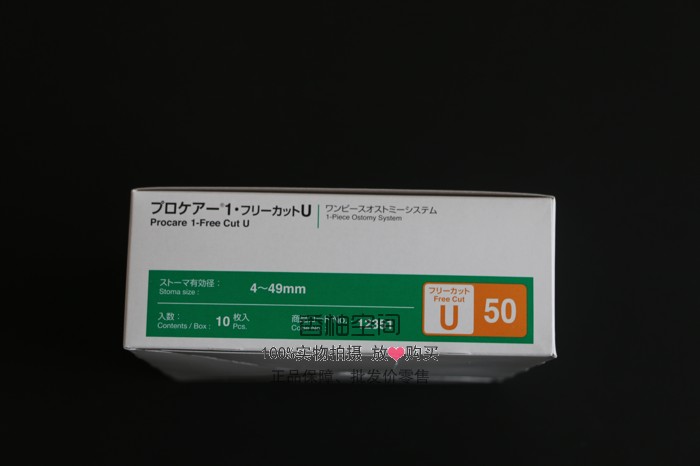 プロケアー®1・フリーカットU
Procare 1-Free Cut U
ワンピースオストミーシステム
1-Piece Ostomy System
ストーマ有効径：
Stoma size :
4～49mm
入数：
Contents / Box :
10 枚入
Pcs.
フリーカット
Free Cut
U
50
香柚空间
100%实物拍摄 放❤购买
正品保障、批发价零售